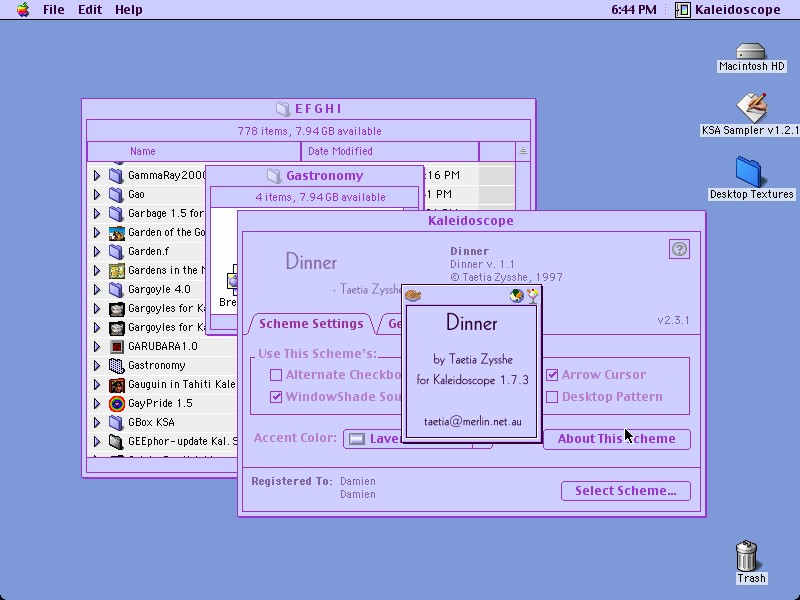 File Edit Help
6:44 PM Kaleidoscope
Macintosh HD
KSA Sampler v1.2.1
Desktop Textures
Trash
E F G H I
778 items, 7.94 GB available
Name Date Modified
GammaRay2000 :16 PM
Gao
Garbage 1.5 for
Garden of the Go
Garden.f
Gardens in the
Gargoyle 4.0
Gargoyles for K
Gargoyles for K
GARUBARA1.0
Gastronomy
Gauguin in Tahiti Kale
GayPride 1.5
GBox KSA
GEEphor-update Kal. S
Gastronomy
4 items, 7.94 GB available
Bre
Kaleidoscope
Dinner
- Taetia Zysshe
Dinner
Dinner v. 1.1
© Taetia Zysshe, 1997
v2.3.1
Scheme Settings Ge
Use This Scheme's:
Alternate Checkbo
WindowShade Sou
Arrow Cursor
Desktop Pattern
Accent Color: Lave
About This Scheme
Registered To: Damien
Damien
Select Scheme...
Dinner
by Taetia Zysshe
for Kaleidoscope 1.7.3
taetia@merlin.net.au